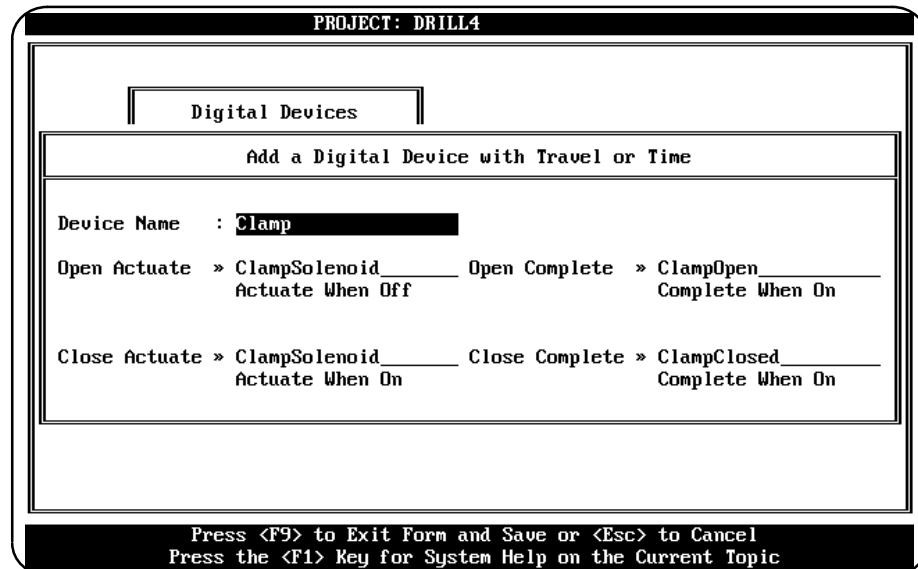 PROJECT: DRILL4
Digital Devices
Add a Digital Device with Travel or Time
Device Name : Clamp
Open Actuate » ClampSolenoid_______ Open Complete » ClampOpen___________
Actuate When Off Complete When On
Close Actuate » ClampSolenoid_______ Close Complete » ClampClosed_________
Actuate When On Complete When On
Press <F9> to Exit Form and Save or <Esc> to Cancel
Press the <F1> Key for System Help on the Current Topic